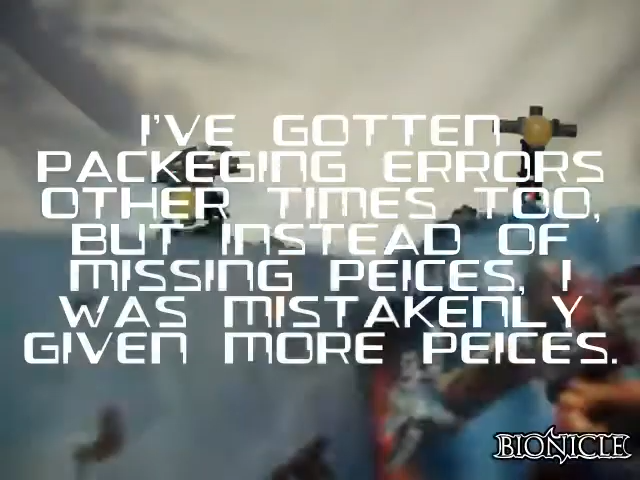 I'VE GOTTEN
PACKEGING ERRORS
OTHER TIMES TOO,
BUT INSTEAD OF
MISSING PEICES, I
WAS MISTAKENLY
GIVEN MORE PEICES.
BIONICLE